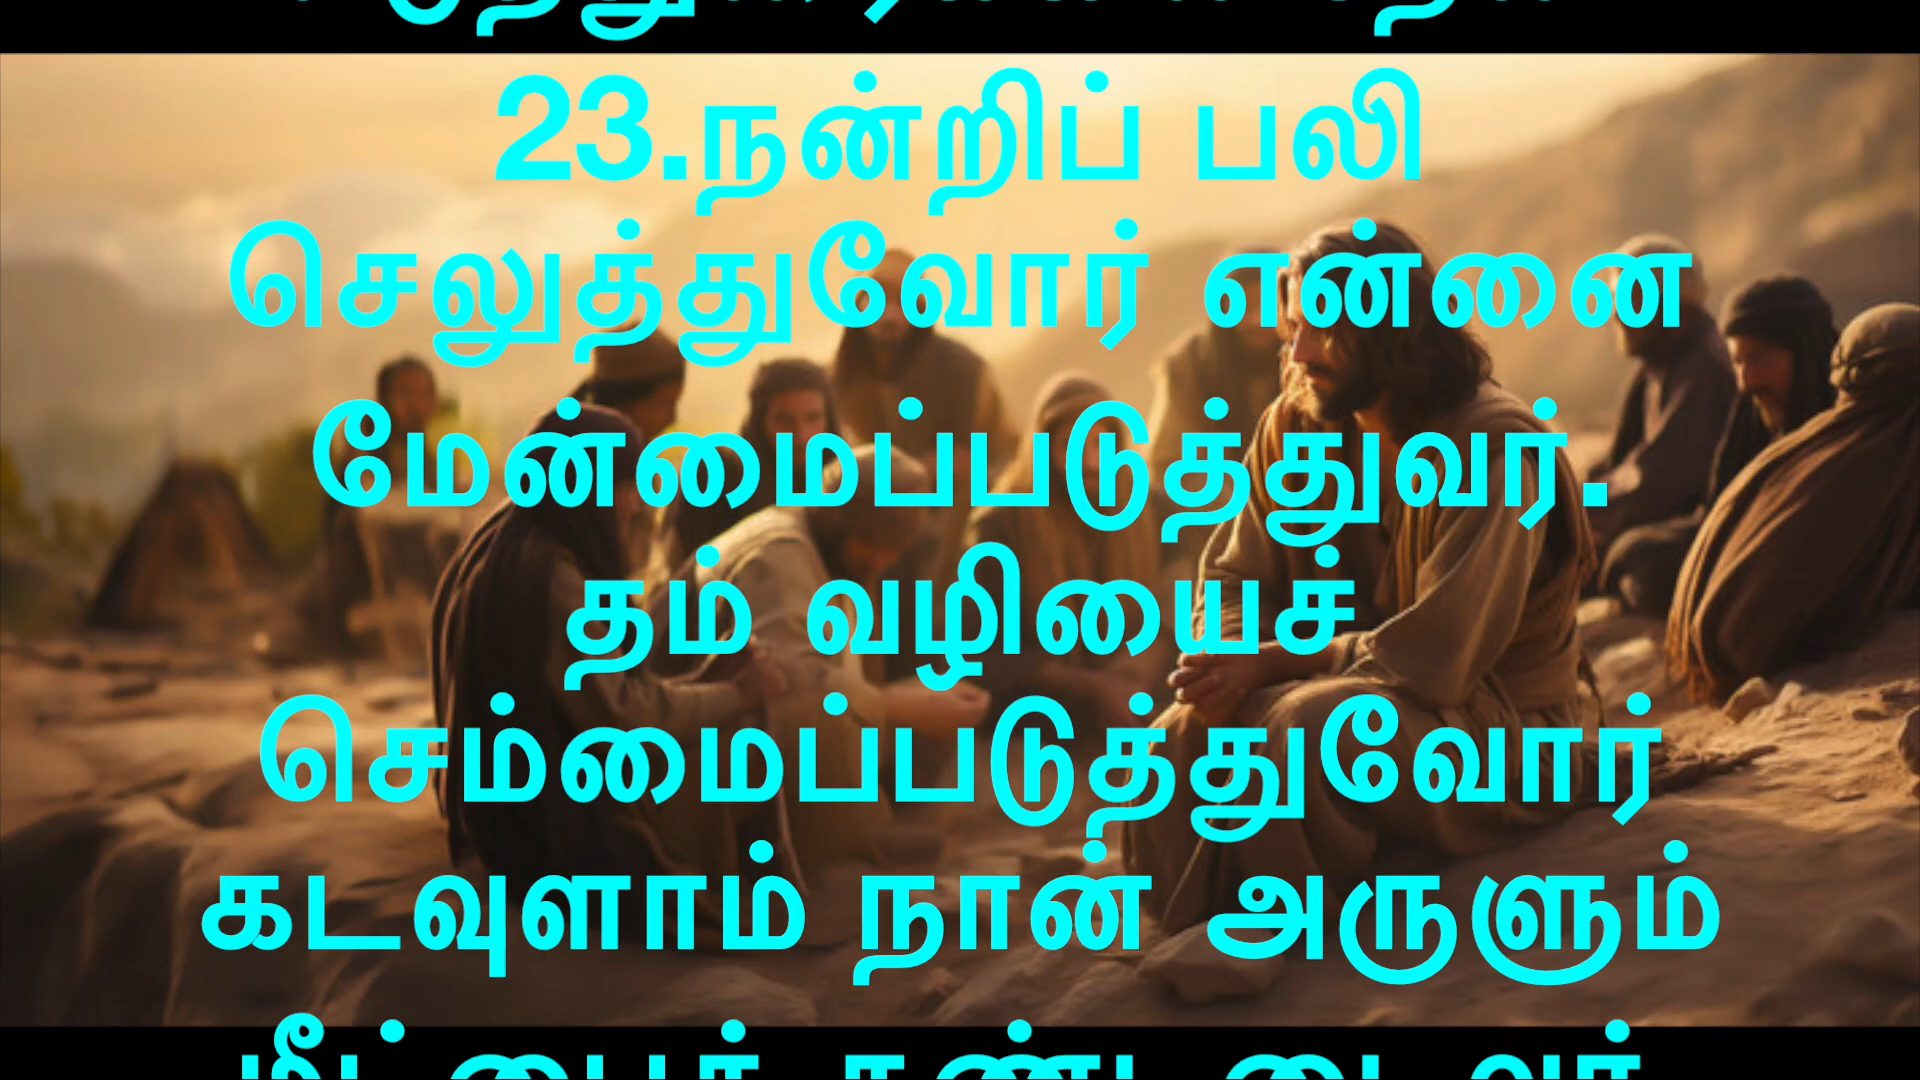 23.நன்றிப் பலி
செலுத்துவோர் என்னை
மேன்மைப்படுத்துவர்.
தம் வழியைச்
செம்மைப்படுத்துவோர்
கடவுளாம் நான் அருளும்